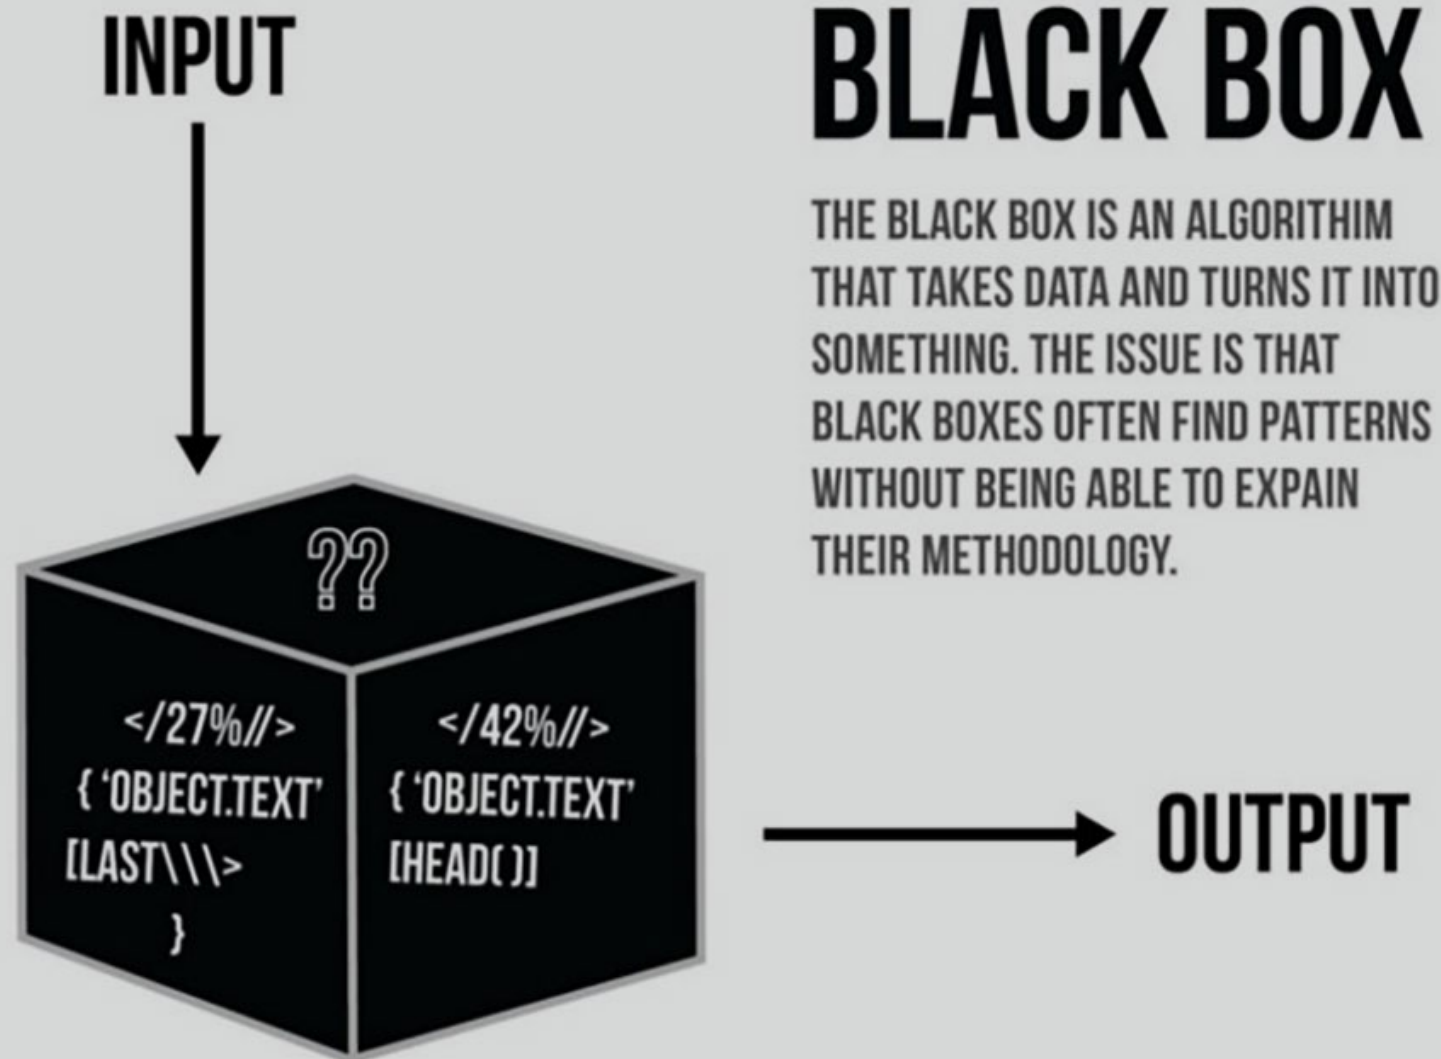 INPUT
BLACK BOX
THE BLACK BOX IS AN ALGORITHIM
THAT TAKES DATA AND TURNS IT INTO
SOMETHING. THE ISSUE IS THAT
BLACK BOXES OFTEN FIND PATTERNS
WITHOUT BEING ABLE TO EXPAIN
THEIR METHODOLOGY.
??
</27%//>
{ ‘OBJECT.TEXT’
[LAST\\\>
}
</42%//>
{ ‘OBJECT.TEXT’
[HEAD( )]
OUTPUT